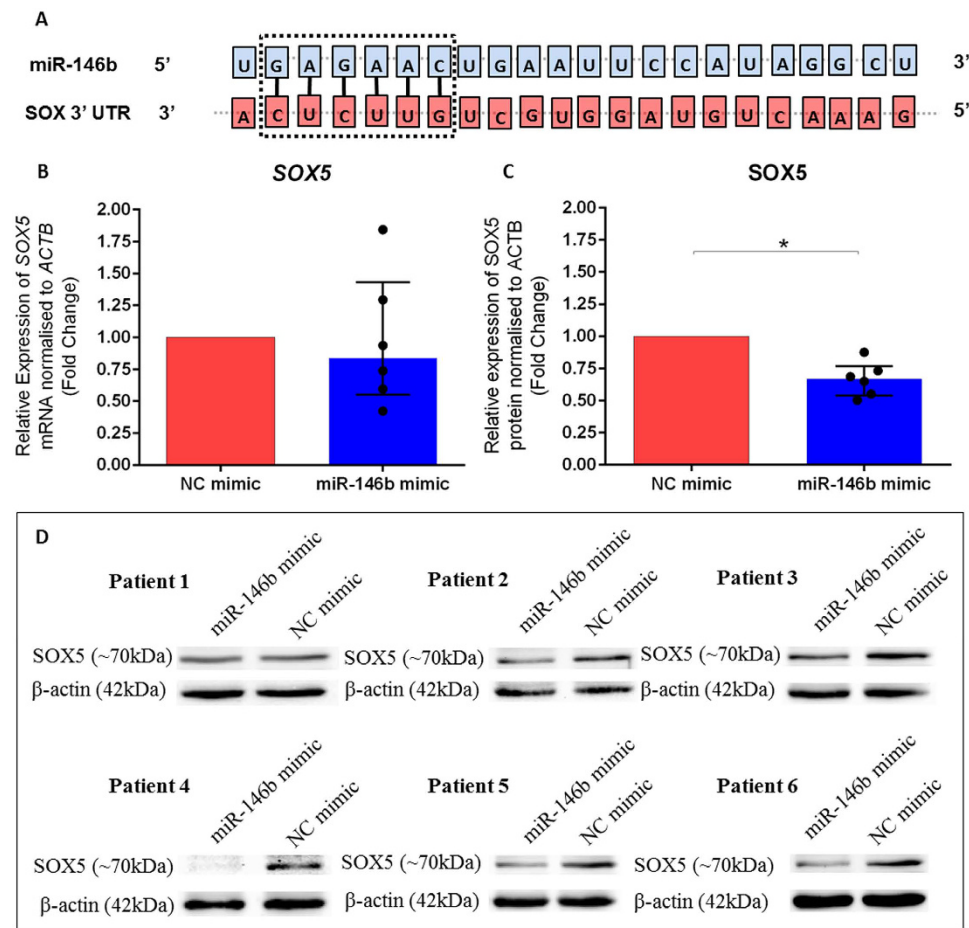 A
miR-146b 5’ U G A G A A C U G A A U U C C A U A G G C U 3’
SOX 3’ UTR 3’ A C U C U U G U C G U G G A U G U C A A A G 5’
B
SOX5
Relative Expression of SOX5
mRNA normalised to ACTB
(Fold Change)
2.00
1.75
1.50
1.25
1.00
0.75
0.50
0.25
0.00
NC mimic miR-146b mimic
C
SOX5
Relative expression of SOX5
protein normalised to ACTB
(Fold Change)
2.00
1.75
1.50
1.25
1.00
0.75
0.50
0.25
0.00
*
NC mimic miR-146b mimic
D
Patient 1
miR-146b mimic
NC mimic
SOX5 (~70kDa)
β-actin (42kDa)
Patient 2
miR-146b mimic
NC mimic
SOX5 (~70kDa)
β-actin (42kDa)
Patient 3
miR-146b mimic
NC mimic
SOX5 (~70kDa)
β-actin (42kDa)
Patient 4
miR-146b mimic
NC mimic
SOX5 (~70kDa)
β-actin (42kDa)
Patient 5
miR-146b mimic
NC mimic
SOX5 (~70kDa)
β-actin (42kDa)
Patient 6
miR-146b mimic
NC mimic
SOX5 (~70kDa)
β-actin (42kDa)